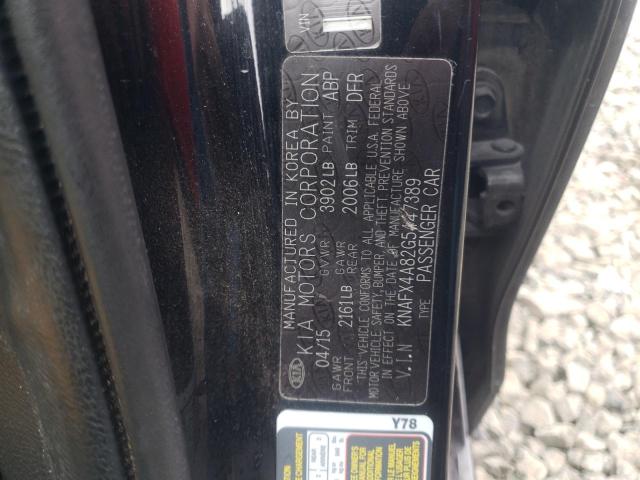 VIN
MANUFACTURED IN KOREA BY
KIA MOTORS CORPORATION
04/15 GVWR 3902LB PAINT ABP
GAWR FRONT 2161LB GAWR REAR 2006LB TRIM DFR
THIS VEHICLE CONFORMS TO ALL APPLICABLE U.S.A. FEDERAL
MOTOR VEHICLE SAFETY, BUMPER, AND THEFT PREVENTION STANDARDS
IN EFFECT ON THE DATE OF MANUFACTURE SHOWN ABOVE
V.I.N
TYPE PASSENGER CAR
KIA
Y78